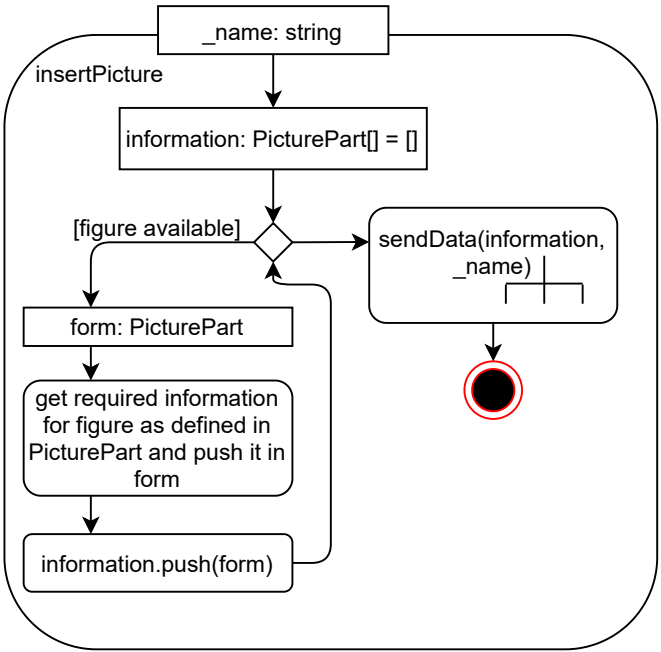 _name: string
insertPicture
information: PicturePart[] = []
[figure available]
sendData(information,
_name)
form: PicturePart
get required information
for figure as defined in
PicturePart and push it in
form
information.push(form)